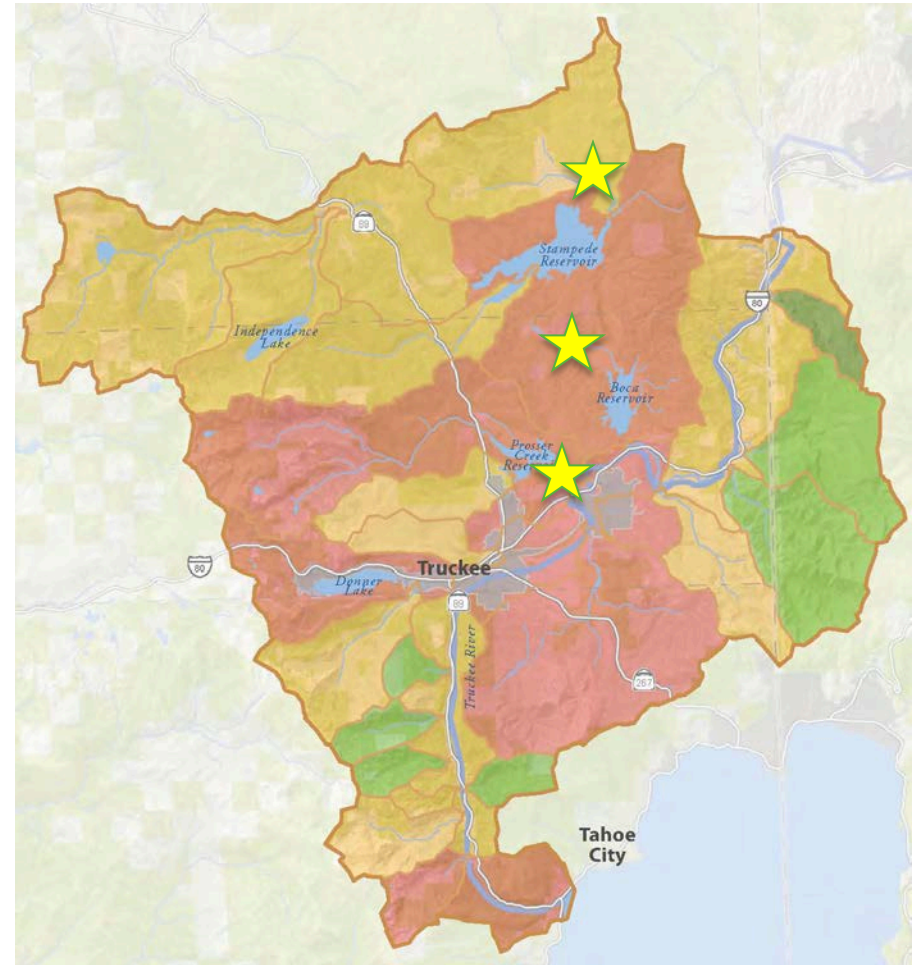 89
Stampede
Reservoir
80
Independence
Lake
Boca
Reservoir
Prosser
Creek
Reservoir
80
Truckee
Donner
Lake
89
Truckee River
267
Tahoe
City